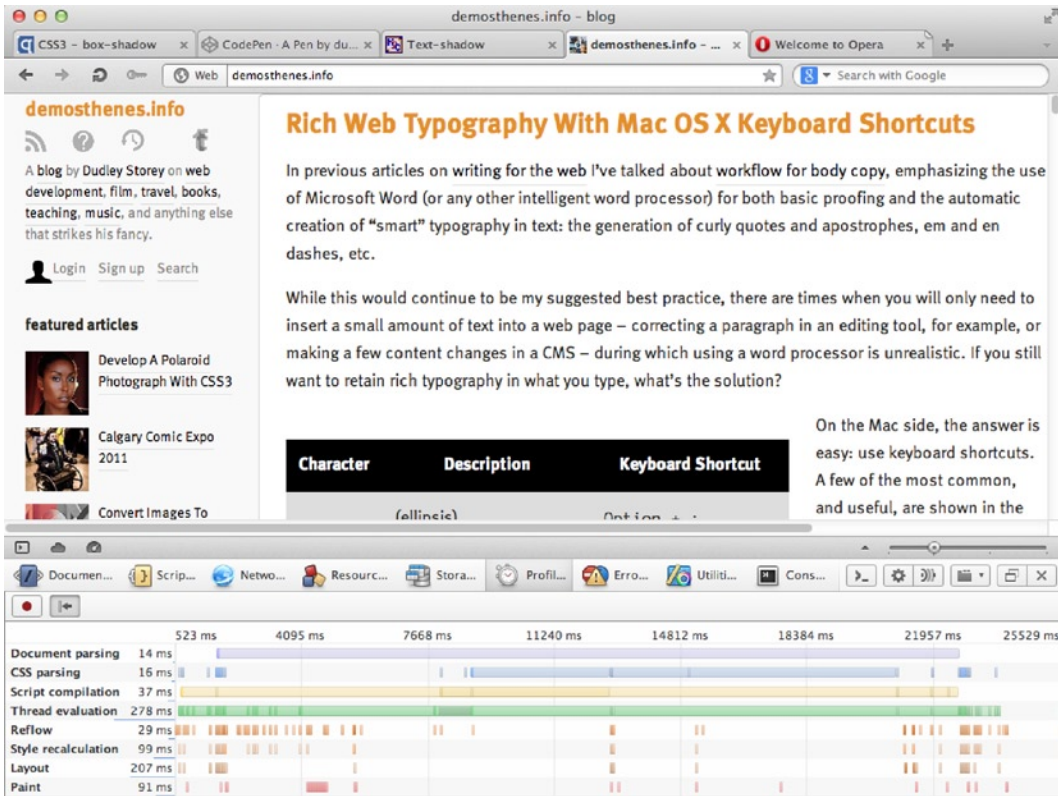 demosthenes.info – blog
CSS3 - box-shadow
CodePen - A Pen by du...
Text-shadow
demosthenes.info – ...
Welcome to Opera
Web demosthenes.info
Search with Google
demosthenes.info
A blog by Dudley Storey on web
development, film, travel, books,
teaching, music, and anything else
that strikes his fancy.
Login Sign up Search
featured articles
Develop A Polaroid
Photograph With CSS3
Calgary Comic Expo
2011
Convert Images To
Rich Web Typography With Mac OS X Keyboard Shortcuts
In previous articles on writing for the web I’ve talked about workflow for body copy, emphasizing the use
of Microsoft Word (or any other intelligent word processor) for both basic proofing and the automatic
creation of “smart” typography in text: the generation of curly quotes and apostrophes, em and en
dashes, etc.
While this would continue to be my suggested best practice, there are times when you will only need to
insert a small amount of text into a web page – correcting a paragraph in an editing tool, for example, or
making a few content changes in a CMS – during which using a word processor is unrealistic. If you still
want to retain rich typography in what you type, what’s the solution?
Character Description Keyboard Shortcut
(ellipsis) Option + ;
On the Mac side, the answer is
easy: use keyboard shortcuts.
A few of the most common,
and useful, are shown in the
Documen... Scrip... Netwo... Resourc... Stora... Profil... Erro... Utiliti... Cons...
523 ms 4095 ms 7668 ms 11240 ms 14812 ms 18384 ms 21957 ms 25529 ms
Document parsing 14 ms
CSS parsing 16 ms
Script compilation 37 ms
Thread evaluation 278 ms
Reflow 29 ms
Style recalculation 99 ms
Layout 207 ms
Paint 91 ms